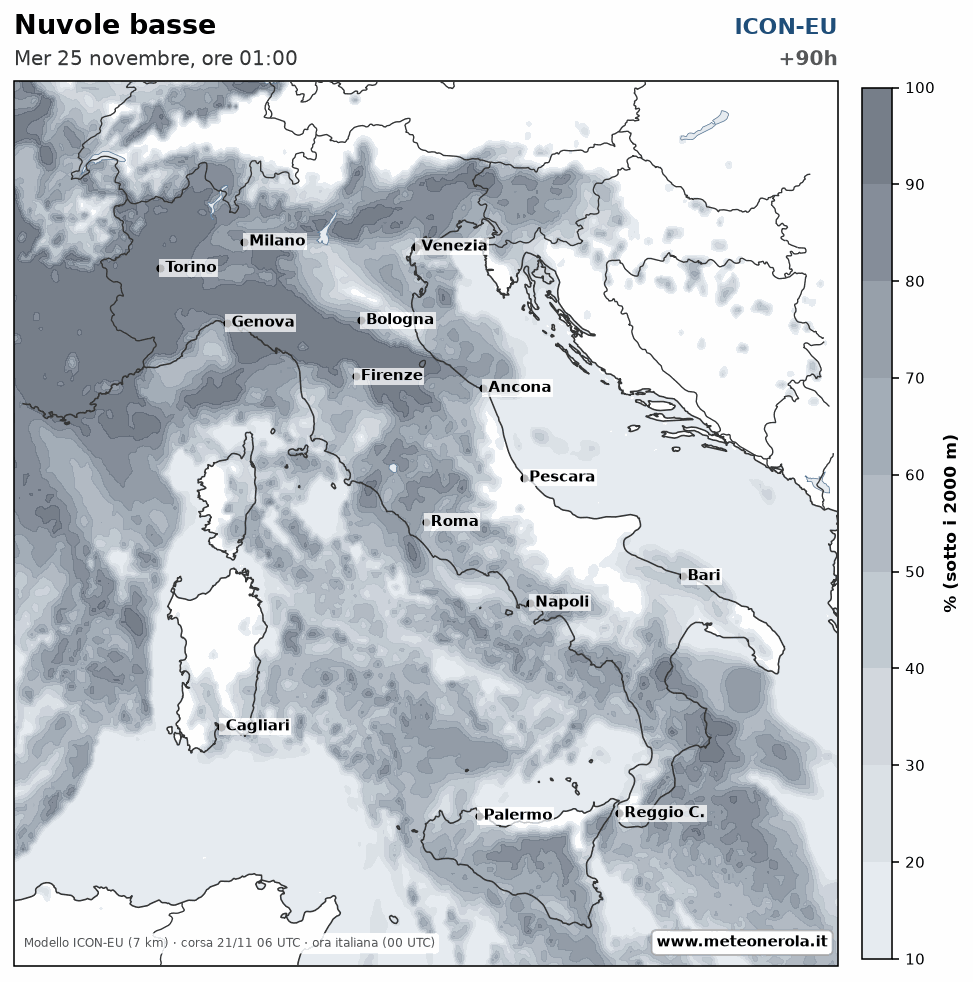 Nuvole basse
ICON-EU
Mer 25 novembre, ore 01:00
+90h
Milano
Venezia
Torino
Genova
Bologna
Firenze
Ancona
Pescara
Roma
Bari
Napoli
Cagliari
Palermo
Reggio C.
Modello ICON-EU (7 km) · corsa 21/11 06 UTC · ora italiana (00 UTC)
www.meteonerola.it
100
90
80
70
60
50
40
30
20
10
% (sotto i 2000 m)